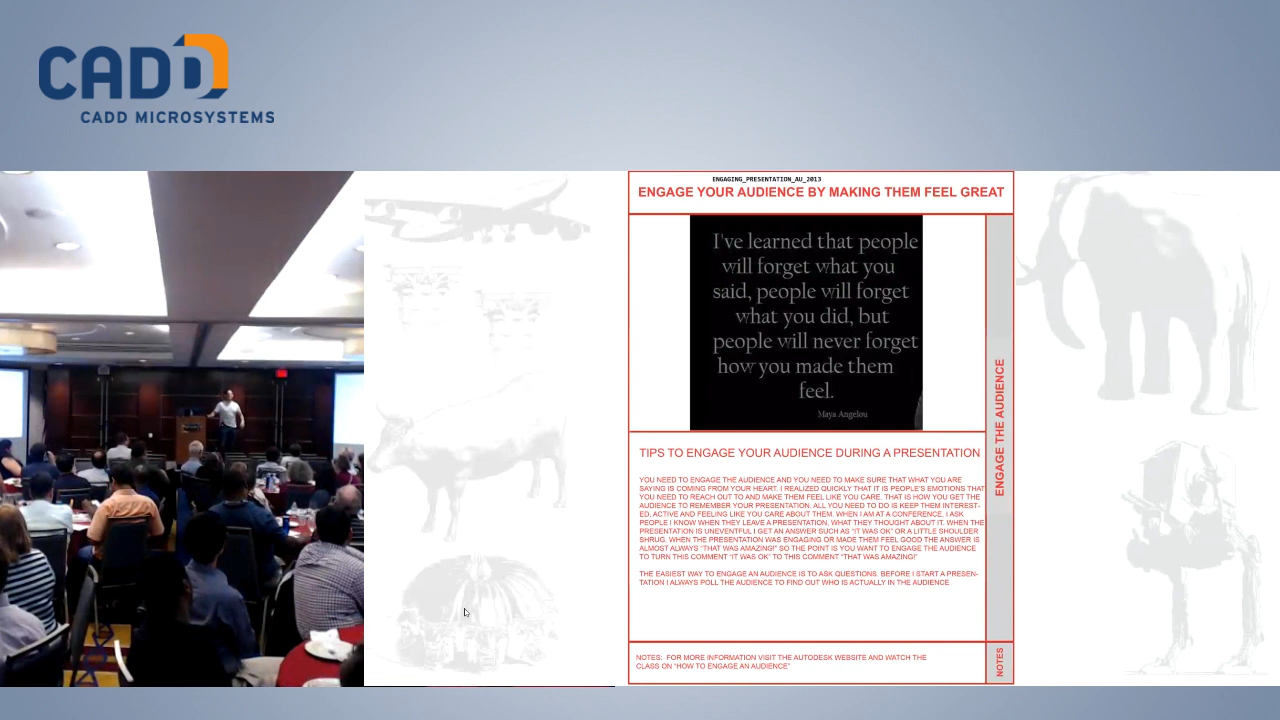 CADD
CADD MICROSYSTEMS
ENGAGING_PRESENTATION_AU_2013
ENGAGE YOUR AUDIENCE BY MAKING THEM FEEL GREAT
I've learned that people
will forget what you
said, people will forget
what you did, but
people will never forget
how you made them
feel.
Maya Angelou
ENGAGE THE AUDIENCE
TIPS TO ENGAGE YOUR AUDIENCE DURING A PRESENTATION
YOU NEED TO ENGAGE THE AUDIENCE AND YOU NEED TO MAKE SURE THAT WHAT YOU ARE
SAYING IS COMING FROM YOUR HEART. I REALIZED QUICKLY THAT IT IS PEOPLE'S EMOTIONS THAT
YOU NEED TO REACH OUT TO AND MAKE THEM FEEL LIKE YOU CARE. THAT IS HOW YOU GET THE
AUDIENCE TO REMEMBER YOUR PRESENTATION. ALL YOU NEED TO DO IS KEEP THEM INTEREST-
ED, ACTIVE AND FEELING LIKE YOU CARE ABOUT THEM. WHEN I AM AT A CONFERENCE, I ASK
PEOPLE I KNOW WHEN THEY LEAVE A PRESENTATION, WHAT THEY THOUGHT ABOUT IT. WHEN THE
PRESENTATION IS UNEVENTFUL I GET AN ANSWER SUCH AS "IT WAS OK" OR A LITTLE SHOULDER
SHRUG. WHEN THE PRESENTATION WAS ENGAGING OR MADE THEM FEEL GOOD THE ANSWER IS
ALMOST ALWAYS "THAT WAS AMAZING!" SO THE POINT IS YOU WANT TO ENGAGE THE AUDIENCE
TO TURN THIS COMMENT "IT WAS OK" TO THIS COMMENT "THAT WAS AMAZING!"
THE EASIEST WAY TO ENGAGE AN AUDIENCE IS TO ASK QUESTIONS. BEFORE I START A PRESEN-
TATION I ALWAYS POLL THE AUDIENCE TO FIND OUT WHO IS ACTUALLY IN THE AUDIENCE
NOTES: FOR MORE INFORMATION VISIT THE AUTODESK WEBSITE AND WATCH THE
CLASS ON "HOW TO ENGAGE AN AUDIENCE"
NOTES